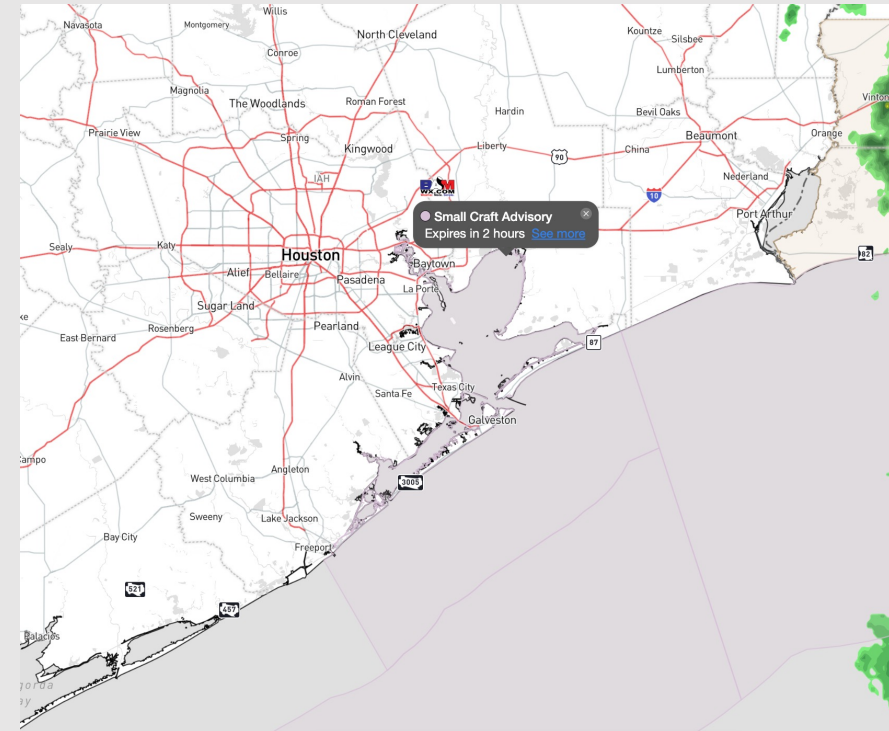 Willis
Navasota
Montgomery
North Cleveland
Kountze
Silsbee
Conroe
Lumberton
Magnolia
The Woodlands
Roman Forest
Vinton
Hardin
Bevil Oaks
Prairie View
Spring
Beaumont
Orange
Kingwood
Liberty
90
China
IAH
Nederland
B
M
WX.COM
10
Port Arthur
Small Craft Advisory
Expires in 2 hours See more
Sealy
Katy
Houston
82
Baytown
Atief
Bellaire
Pasadena
La Porte
Sugar Land
Rosenberg
Pearland
East Bernard
League City
87
Alvin
Santa Fe
Texas City
Galveston
Angleton
West Columbia
3005
Sweeny
Lake Jackson
Bay City
Freeport
521
457
Palacios